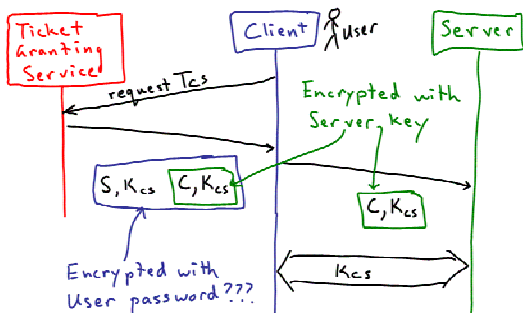 Ticket
Granting
Service
Client
User
Server
request Tcs
Encrypted with
Server key
S, Kcs
C, Kcs
C, Kcs
Encrypted with
User password???
Kcs